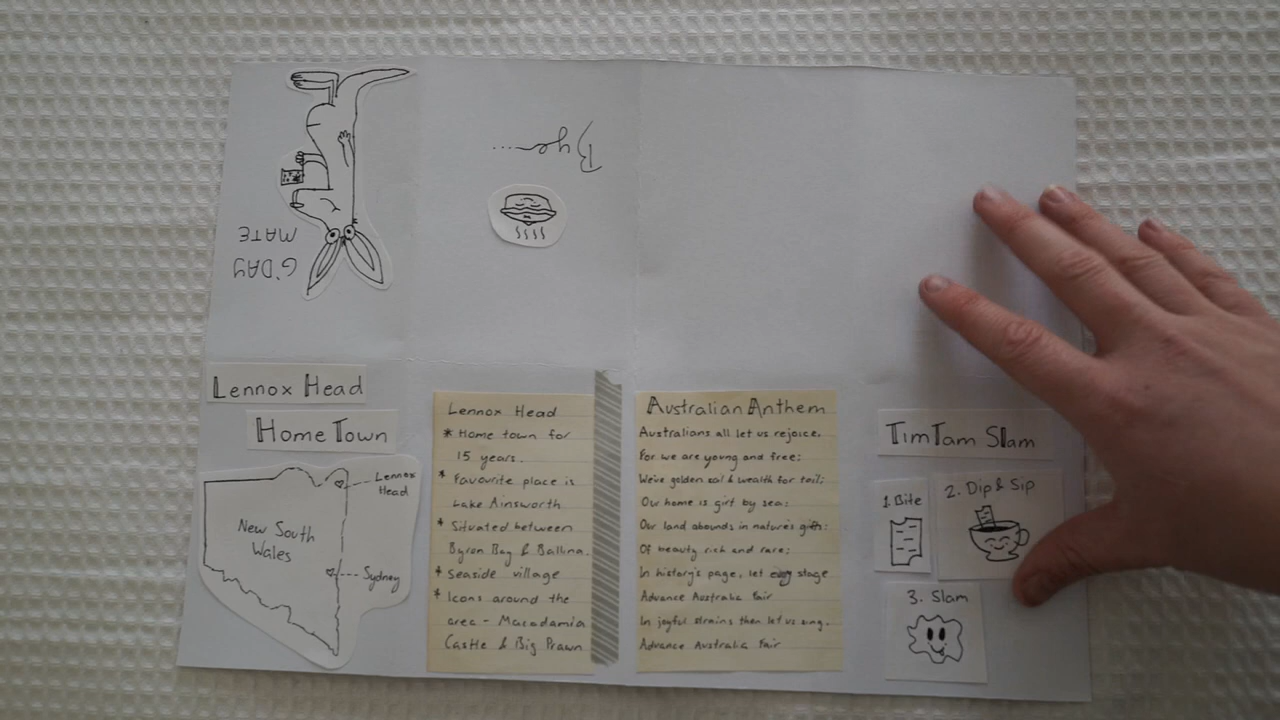 G'DAY
MATE
Bye....
Lennox Head
Home Town
New South
Wales
Lennox
Head
Sydney
Lennox Head
* Home town for
15 years.
* Favourite place is
Lake Ainsworth
* Situated between
Byron Bay & Ballina.
* Seaside village
* Icons around the
area - Macadamia
Castle & Big Prawn
Australian Anthem
Australians all let us rejoice,
For we are young and free;
We've golden soil & wealth for toil;
Our home is girt by sea;
Our land abounds in nature's gifts;
Of beauty rich and rare;
In history's page, let every stage
Advance Australia Fair
In joyful strains then let us sing,
Advance Australia Fair
TimTam Slam
1. Bite
2. Dip & Sip
3. Slam